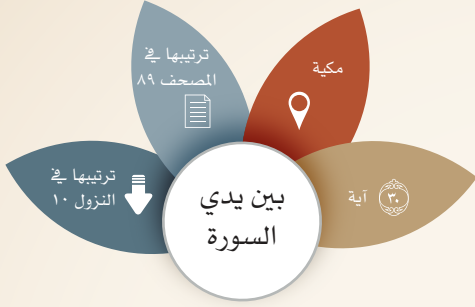 بين يدي
السورة
مكية
٣٠ آية
ترتيبها في
المصحف ٨٩
ترتيبها في
النزول ١٠